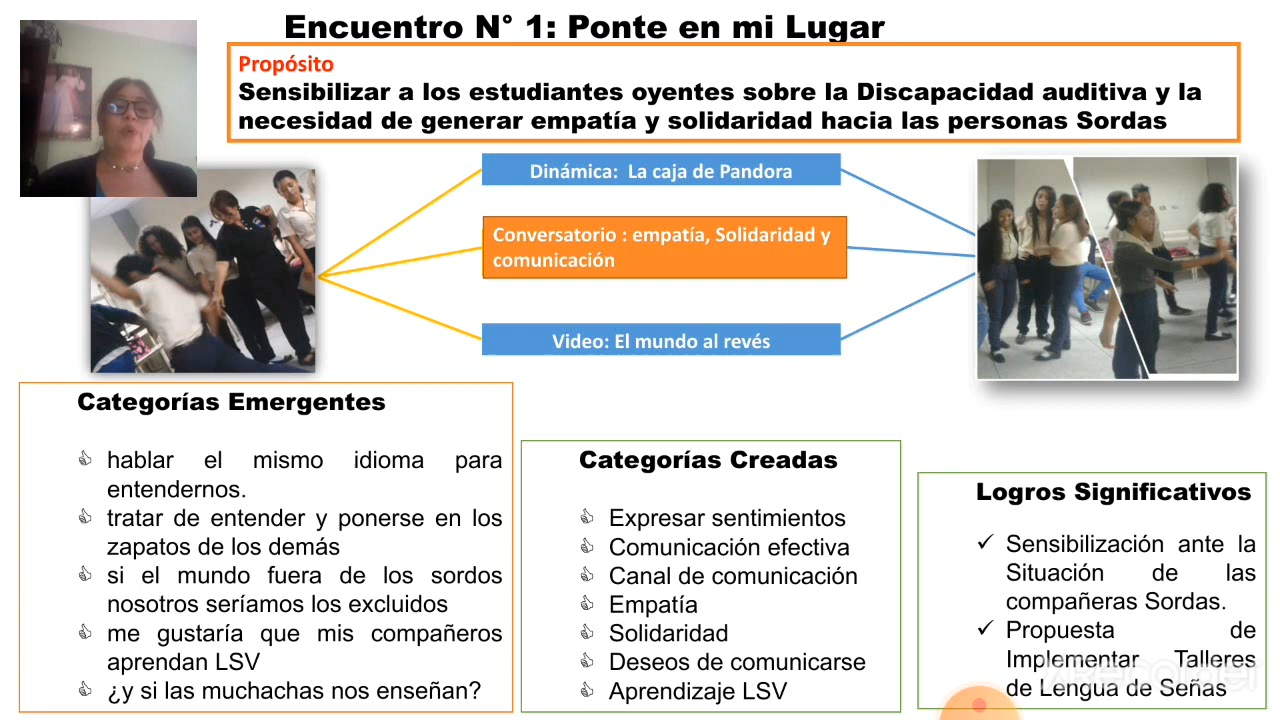 Encuentro N° 1: Ponte en mi Lugar
Propósito
Sensibilizar a los estudiantes oyentes sobre la Discapacidad auditiva y la
necesidad de generar empatía y solidaridad hacia las personas Sordas
Dinámica: La caja de Pandora
Conversatorio : empatía, Solidaridad y
comunicación
Video: El mundo al revés
Categorías Emergentes
hablar el mismo idioma para
entendernos.
tratar de entender y ponerse en los
zapatos de los demás
si el mundo fuera de los sordos
nosotros seríamos los excluidos
me gustaría que mis compañeros
aprendan LSV
¿y si las muchachas nos enseñan?
Categorías Creadas
Expresar sentimientos
Comunicación efectiva
Canal de comunicación
Empatía
Solidaridad
Deseos de comunicarse
Aprendizaje LSV
Logros Significativos
Sensibilización ante la
Situación de las
compañeras Sordas.
Propuesta de
Implementar Talleres
de Lengua de Señas